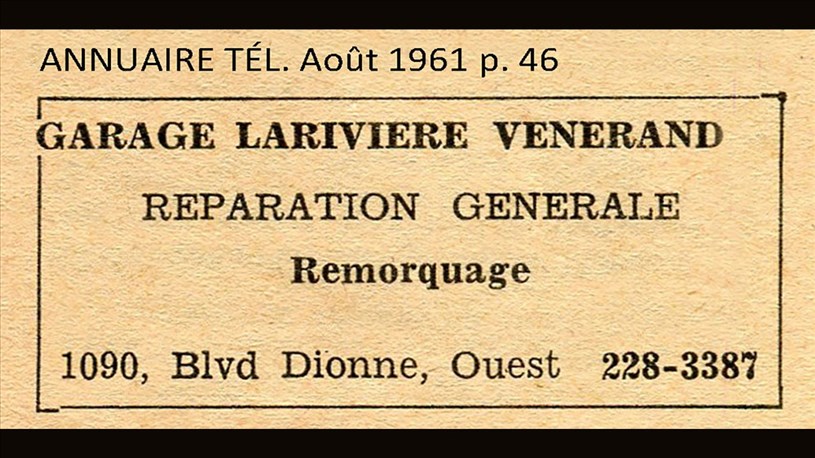 ANNUAIRE TÉL. Août 1961 p. 46
GARAGE LARIVIERE VENERAND
REPARATION GENERALE
Remorquage
1090, Blvd Dionne, Ouest 228-3387